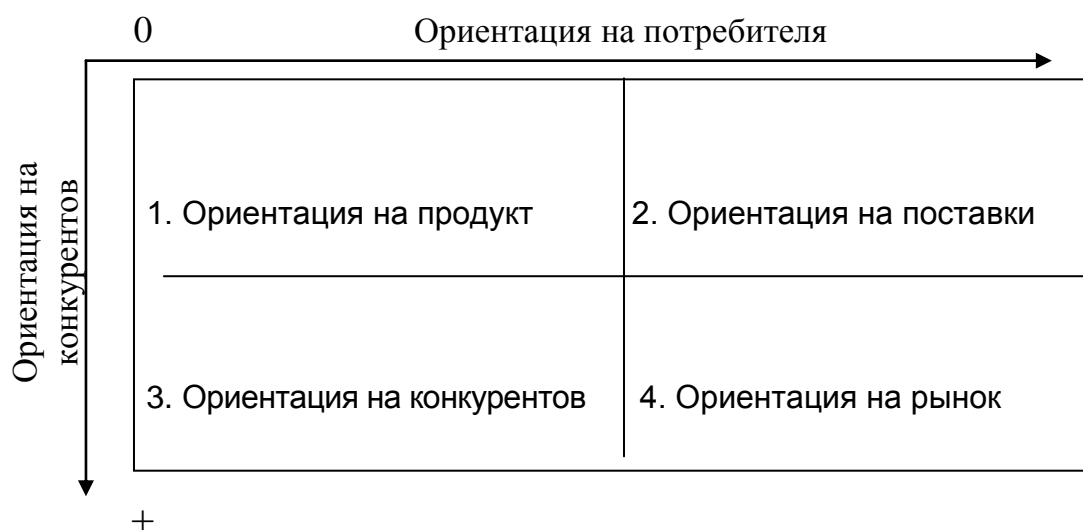 0
Ориентация на потребителя
Ориентация на
конкурентов
1. Ориентация на продукт
2. Ориентация на поставки
3. Ориентация на конкурентов
4. Ориентация на рынок
+